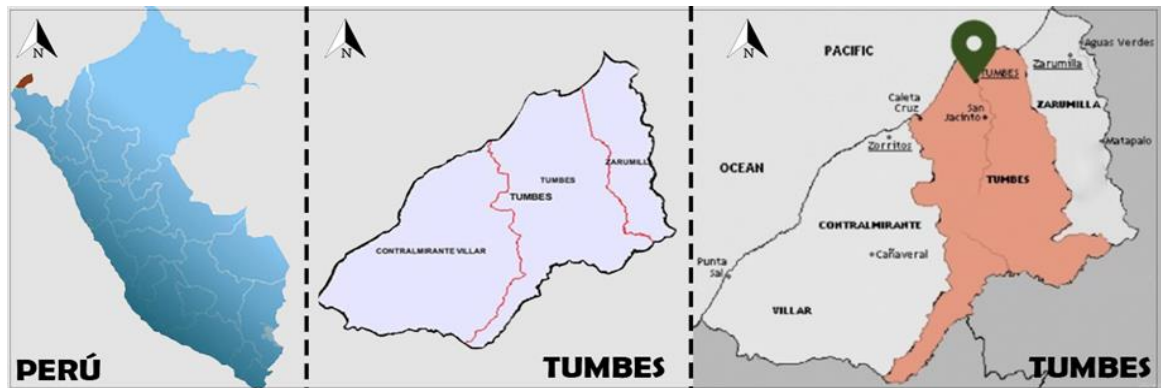 N
PERÚ
N
ZARUMILL
TUMBES
TUMBES
CONTRALMIRANTE VILLAR
TUMBES
N
PACIFIC
Aguas Verdes
Zarumilla
TUMBES
ZARUMILLA
Caleta
Cruz
San
Jacinto
Zorritos
Matapalo
OCEAN
TUMBES
CONTRALMIRANTE
Cañaveral
Punta
Sal
VILLAR
TUMBES